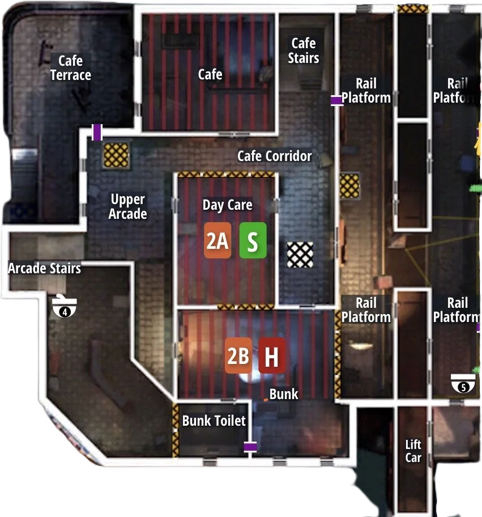 Cafe
Terrace
Cafe
Cafe
Stairs
Rail
Platform
Rail
Cafe Corridor
Upper
Arcade
Day Care
2A
S
Arcade Stairs
4
Rail
Platform
Rail
Platform
2B
H
Bunk
5
Bunk Toilet
Lift
Car